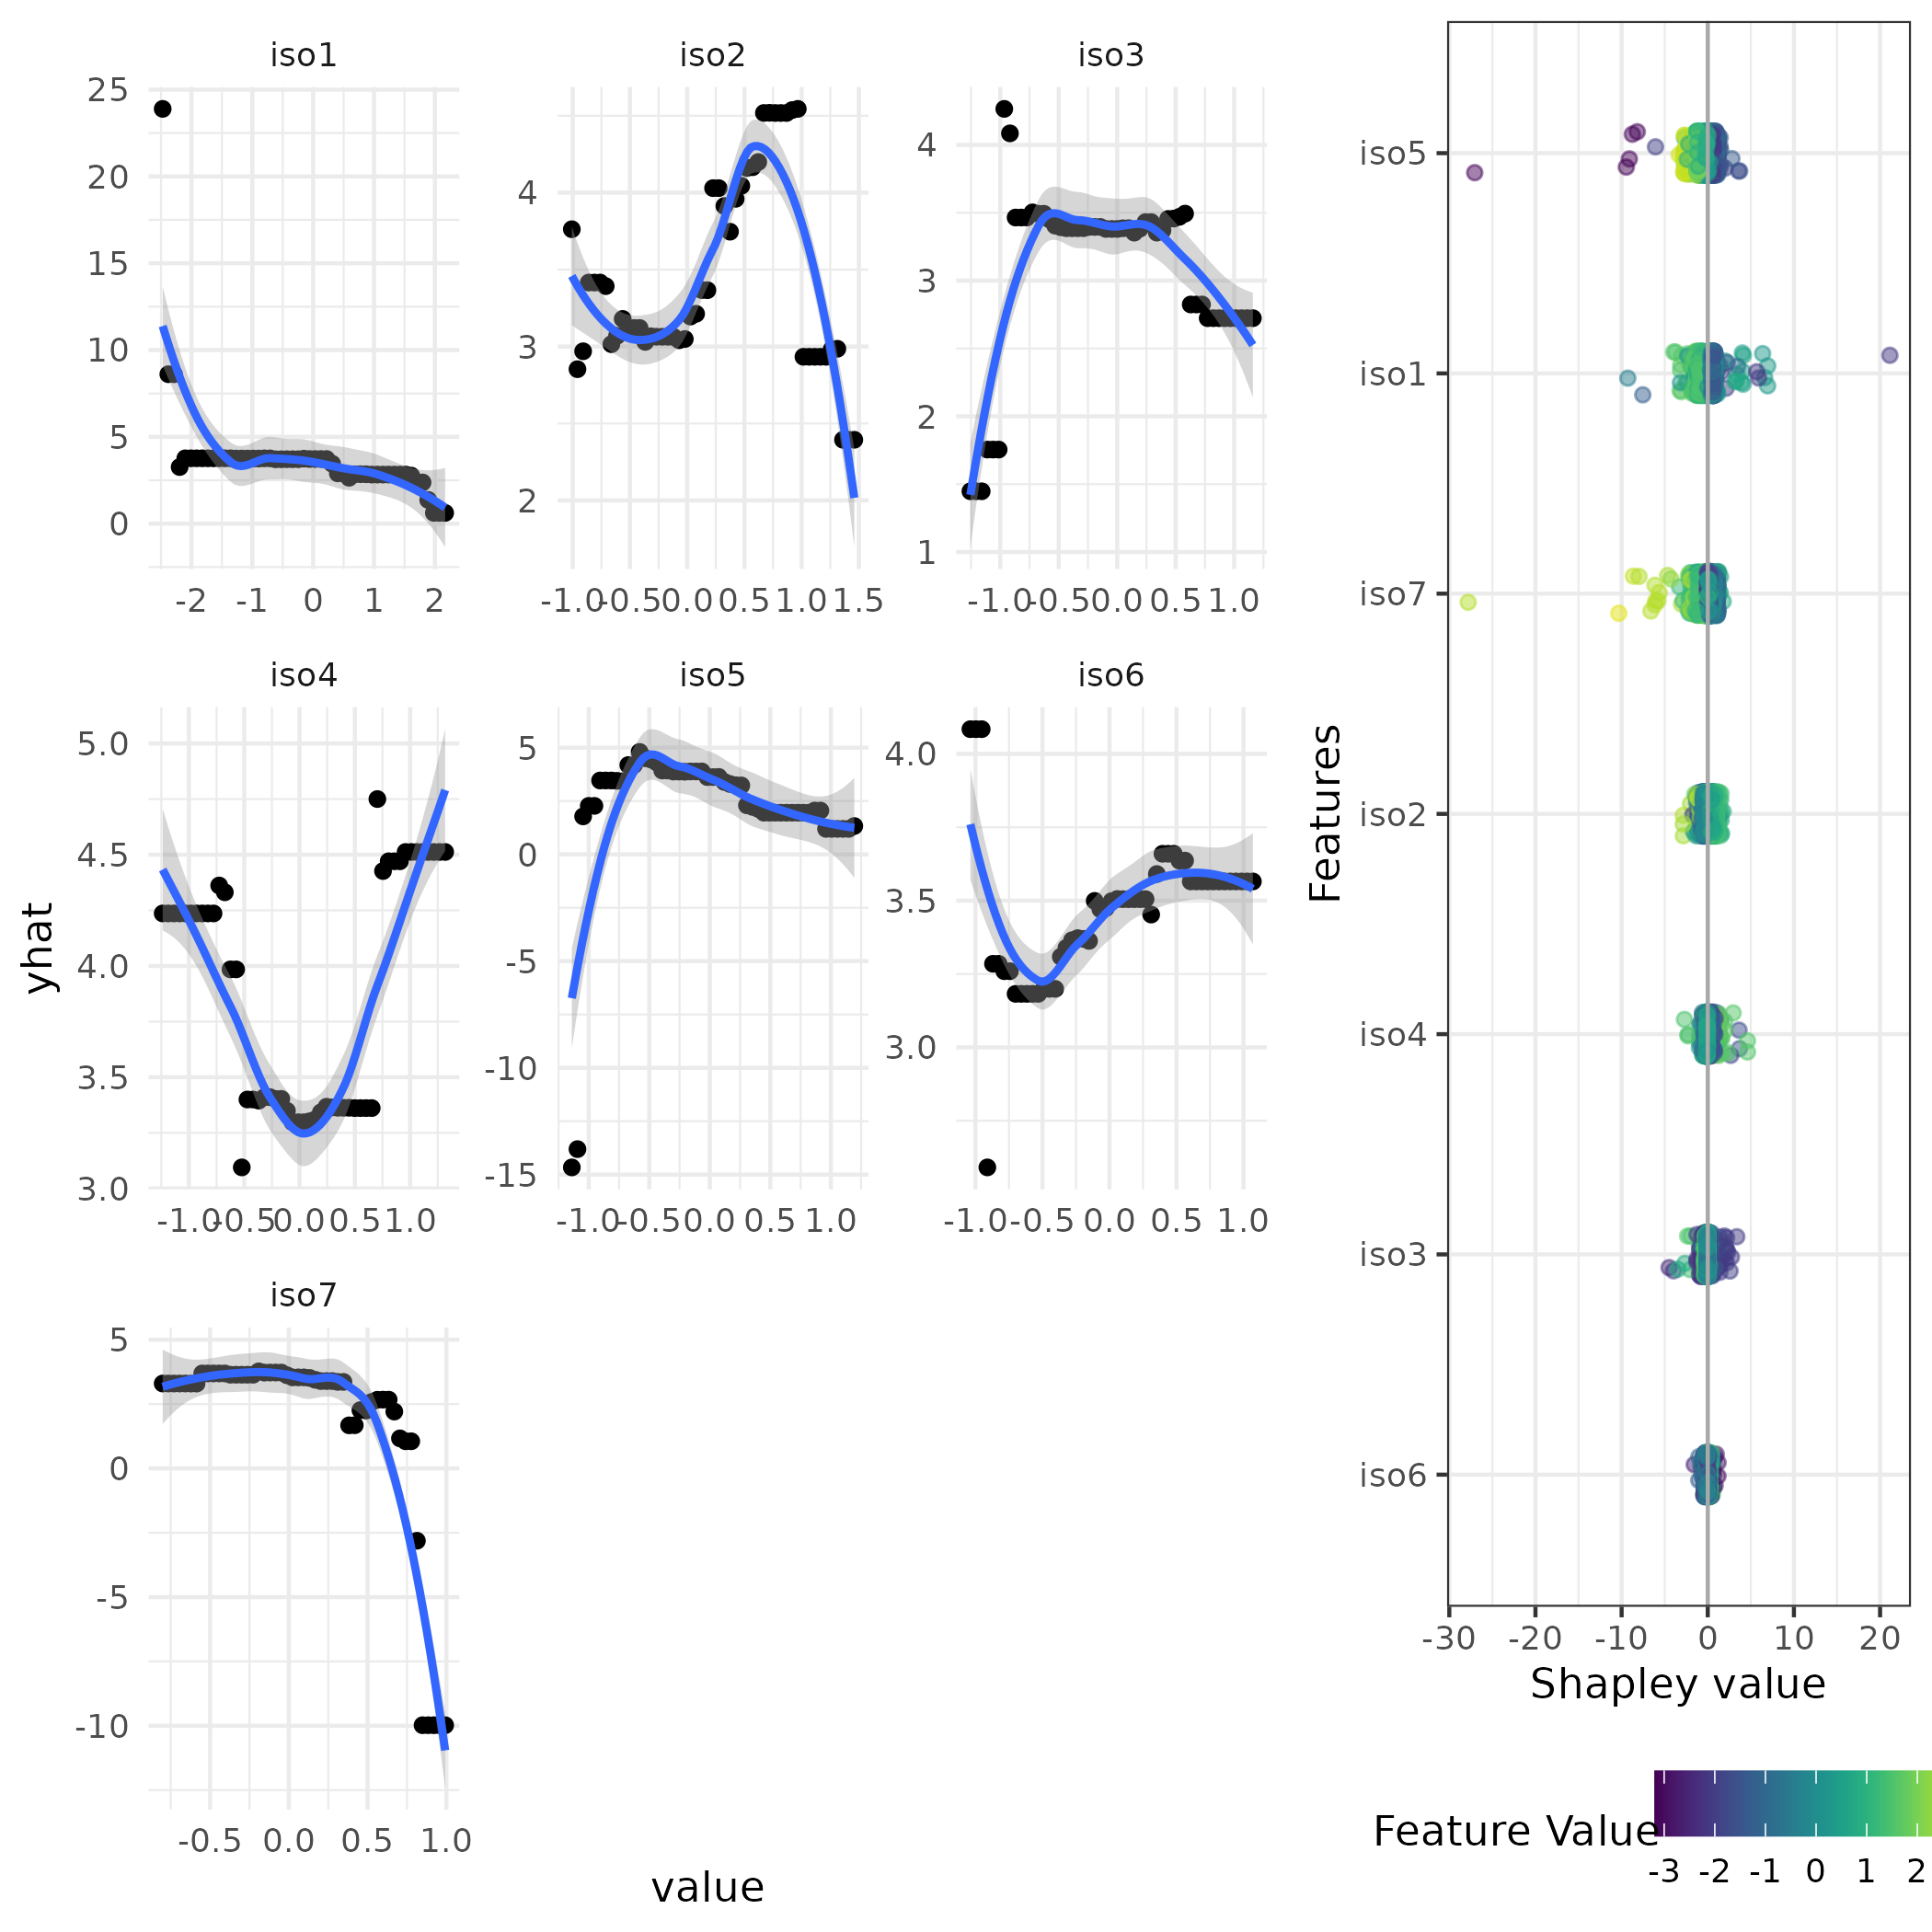 iso1
iso2
iso3
25
20
15
10
5
0
4
3
2
4
3
2
1
-2 -1 0 1 2
-1.0 -0.5 0.0 0.5 1.0 1.5
-1.0 -0.5 0.0 0.5 1.0
iso4
iso5
iso6
5.0
4.5
4.0
3.5
3.0
5
0
-5
-10
-15
4.0
3.5
3.0
-1.0 -0.5 0.0 0.5 1.0
-1.0 -0.5 0.0 0.5 1.0
-1.0 -0.5 0.0 0.5 1.0
iso7
5
0
-5
-10
-0.5 0.0 0.5 1.0
yhat
value
Features
iso5
iso1
iso7
iso2
iso4
iso3
iso6
-30 -20 -10 0 10 20
Shapley value
Feature Value
-3 -2 -1 0 1 2